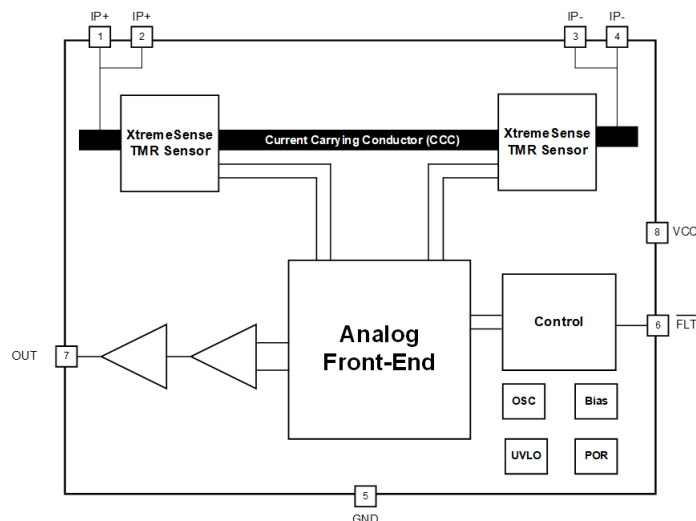 IP+ IP+ IP- IP-
1 2 3 4
XtremeSense
TMR Sensor
Current Carrying Conductor (CCC)
XtremeSense
TMR Sensor
8 VCC
Analog
Front-End
Control
OUT 7
6 FLT
OSC Bias
UVLO POR
5
GND